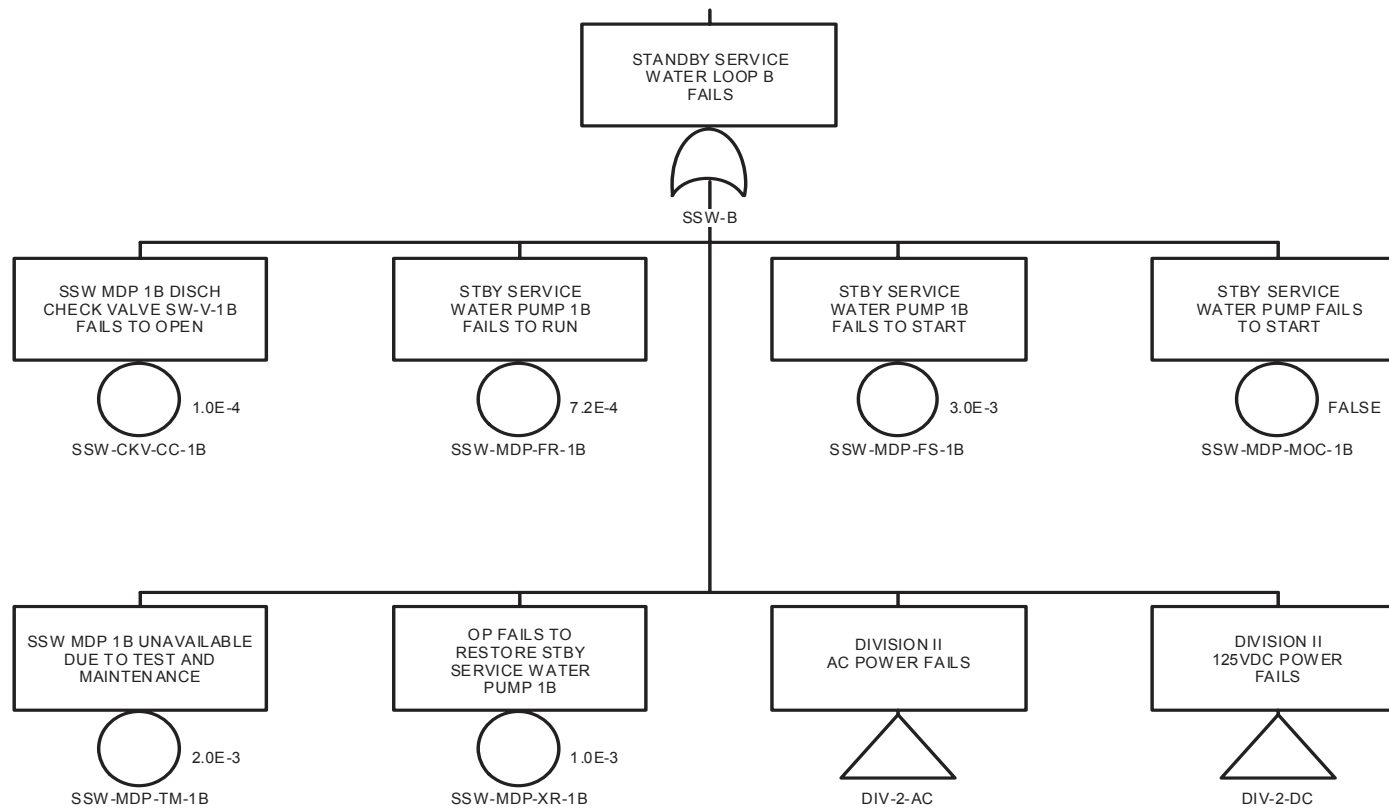 STANDBY SERVICE
WATER LOOP B
FAILS
SSW-B
SSW MDP 1B DISCH
CHECK VALVE SW-V-1B
FAILS TO OPEN
1.0E-4
SSW-CKV-CC-1B
STBY SERVICE
WATER PUMP 1B
FAILS TO RUN
7.2E-4
SSW-MDP-FR-1B
STBY SERVICE
WATER PUMP 1B
FAILS TO START
3.0E-3
SSW-MDP-FS-1B
STBY SERVICE
WATER PUMP FAILS
TO START
FALSE
SSW-MDP-MOC-1B
SSW MDP 1B UNAVAILABLE
DUE TO TEST AND
MAINTENANCE
2.0E-3
SSW-MDP-TM-1B
OP FAILS TO
RESTORE STBY
SERVICE WATER
PUMP 1B
1.0E-3
SSW-MDP-XR-1B
DIVISION II
AC POWER FAILS
DIV-2-AC
DIVISION II
125VDC POWER
FAILS
DIV-2-DC